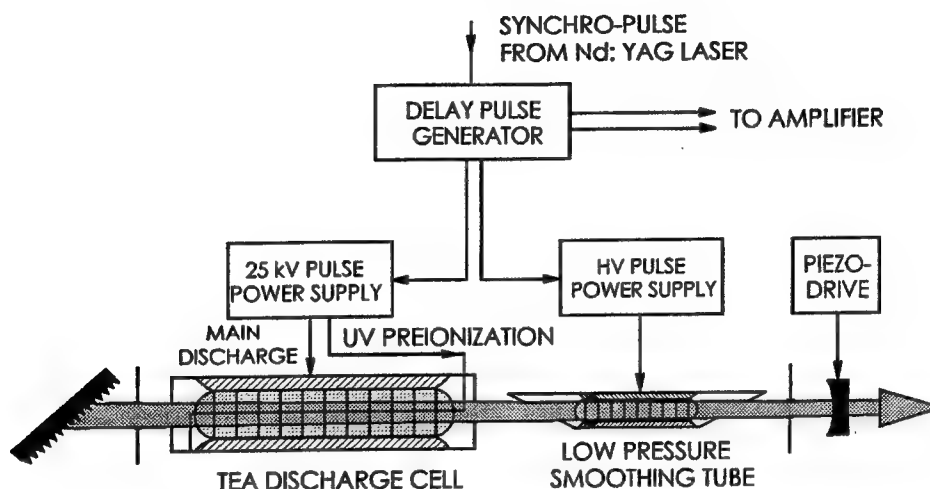 SYNCHRO-PULSE
FROM Nd: YAG LASER
DELAY PULSE
GENERATOR
TO AMPLIFIER
25 kV PULSE
POWER SUPPLY
HV PULSE
POWER SUPPLY
PIEZO-
DRIVE
MAIN
DISCHARGE
UV PREIONIZATION
TEA DISCHARGE CELL
LOW PRESSURE
SMOOTHING TUBE